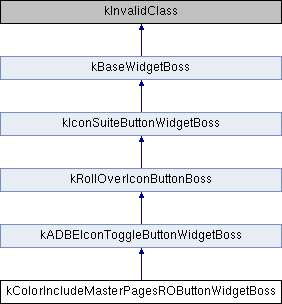 kInvalidClass
kBaseWidgetBoss
kIconSuiteButtonWidgetBoss
kRollOverIconButtonBoss
kADBEIconToggleButtonWidgetBoss
kColorIncludeMasterPagesROButtonWidgetBoss